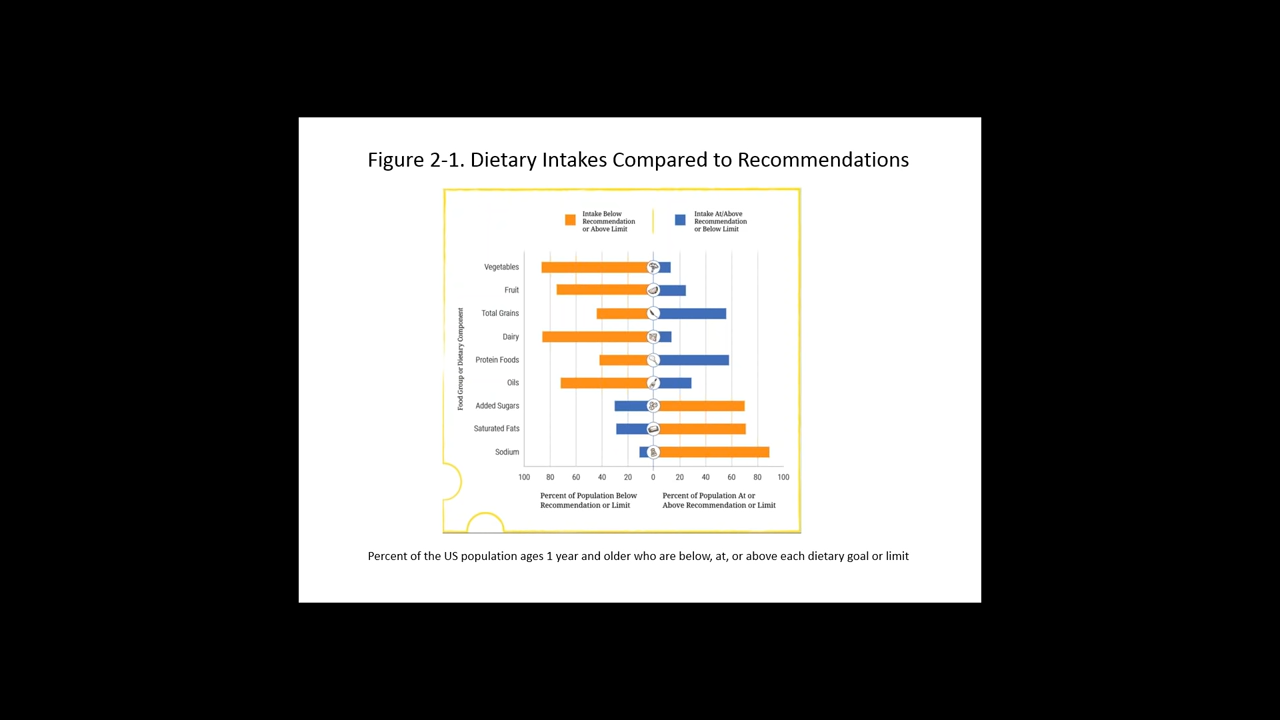 Figure 2-1. Dietary Intakes Compared to Recommendations
Intake Below
Recommendation
or Above Limit
Intake At/Above
Recommendation
or Below Limit
Food Group or Dietary Component
Vegetables
Fruit
Total Grains
Dairy
Protein Foods
Oils
Added Sugars
Saturated Fats
Sodium
100 80 60 40 20 0 20 40 60 80 100
Percent of Population Below
Recommendation or Limit
Percent of Population At or
Above Recommendation or Limit
Percent of the US population ages 1 year and older who are below, at, or above each dietary goal or limit